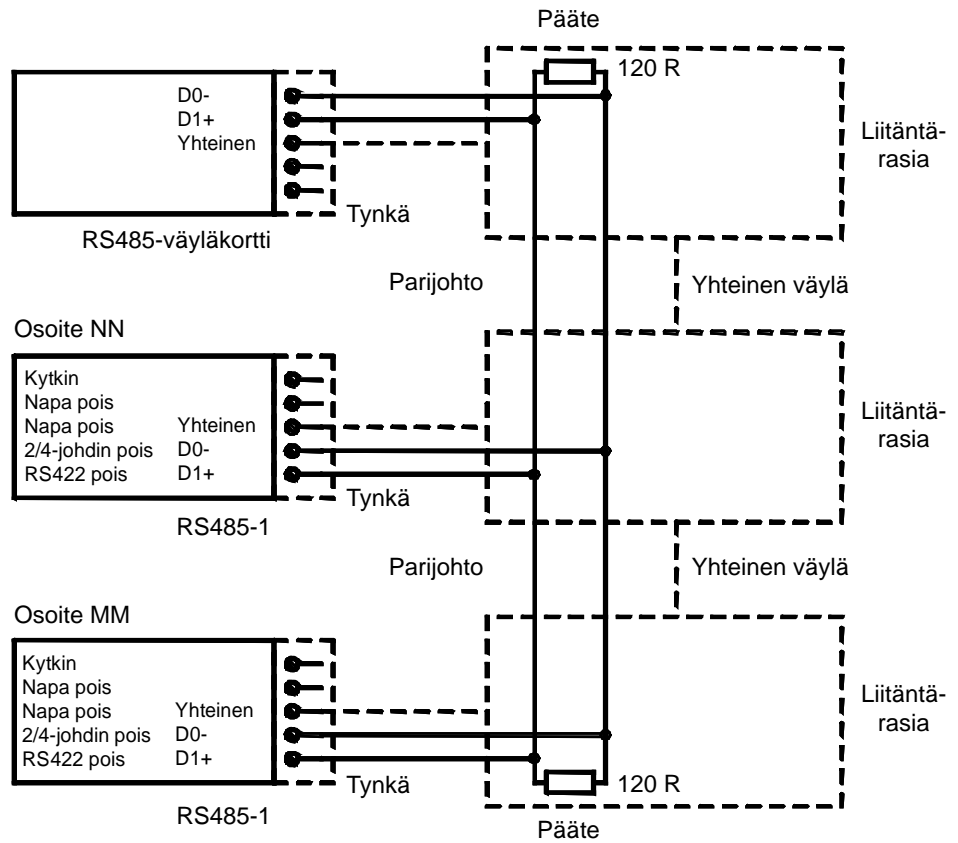 Pääte
120 R
D0-
D1+
Yhteinen
Liitäntä-
rasia
Tynkä
RS485-väyläkortti
Parijohto
Yhteinen väylä
Osoite NN
Kytkin
Napa pois
Napa pois Yhteinen
2/4-johdin pois D0-
RS422 pois D1+
Liitäntä-
rasia
Tynkä
RS485-1
Parijohto
Yhteinen väylä
Osoite MM
Kytkin
Napa pois
Napa pois Yhteinen
2/4-johdin pois D0-
RS422 pois D1+
Liitäntä-
rasia
Tynkä
120 R
RS485-1
Pääte